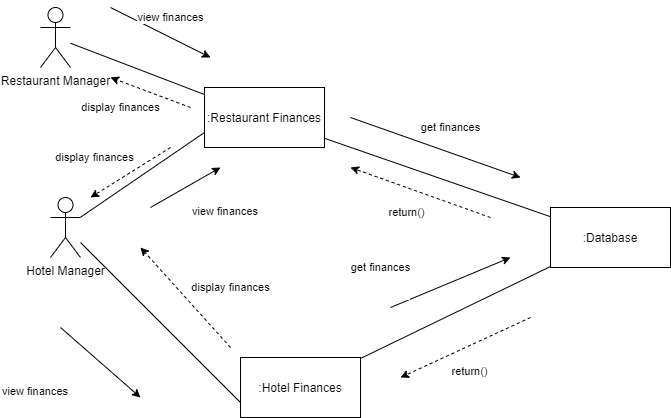 view finances
Restaurant Manager
display finances
:Restaurant Finances
get finances
display finances
view finances
return()
:Database
Hotel Manager
get finances
display finances
return()
view finances
:Hotel Finances